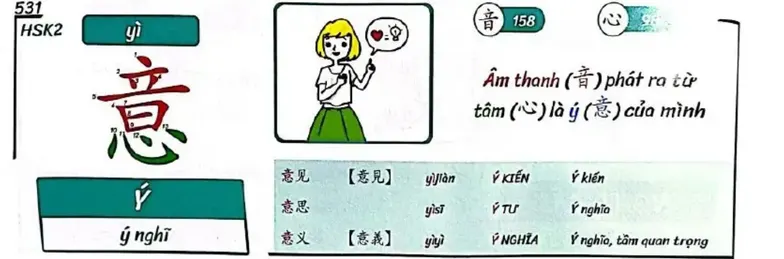 531
HSK2
yì
意
Ý
ý nghĩ
音 158
心
Âm thanh (音) phát ra từ
tâm (心) là ý (意) của mình
意见 【意見】 yìjiàn Ý KIẾN Ý kiến
意思 yìsī Ý TƯ Ý nghĩa
意义 【意義】 yìyì Ý NGHĨA Ý nghĩa, tầm quan trọng